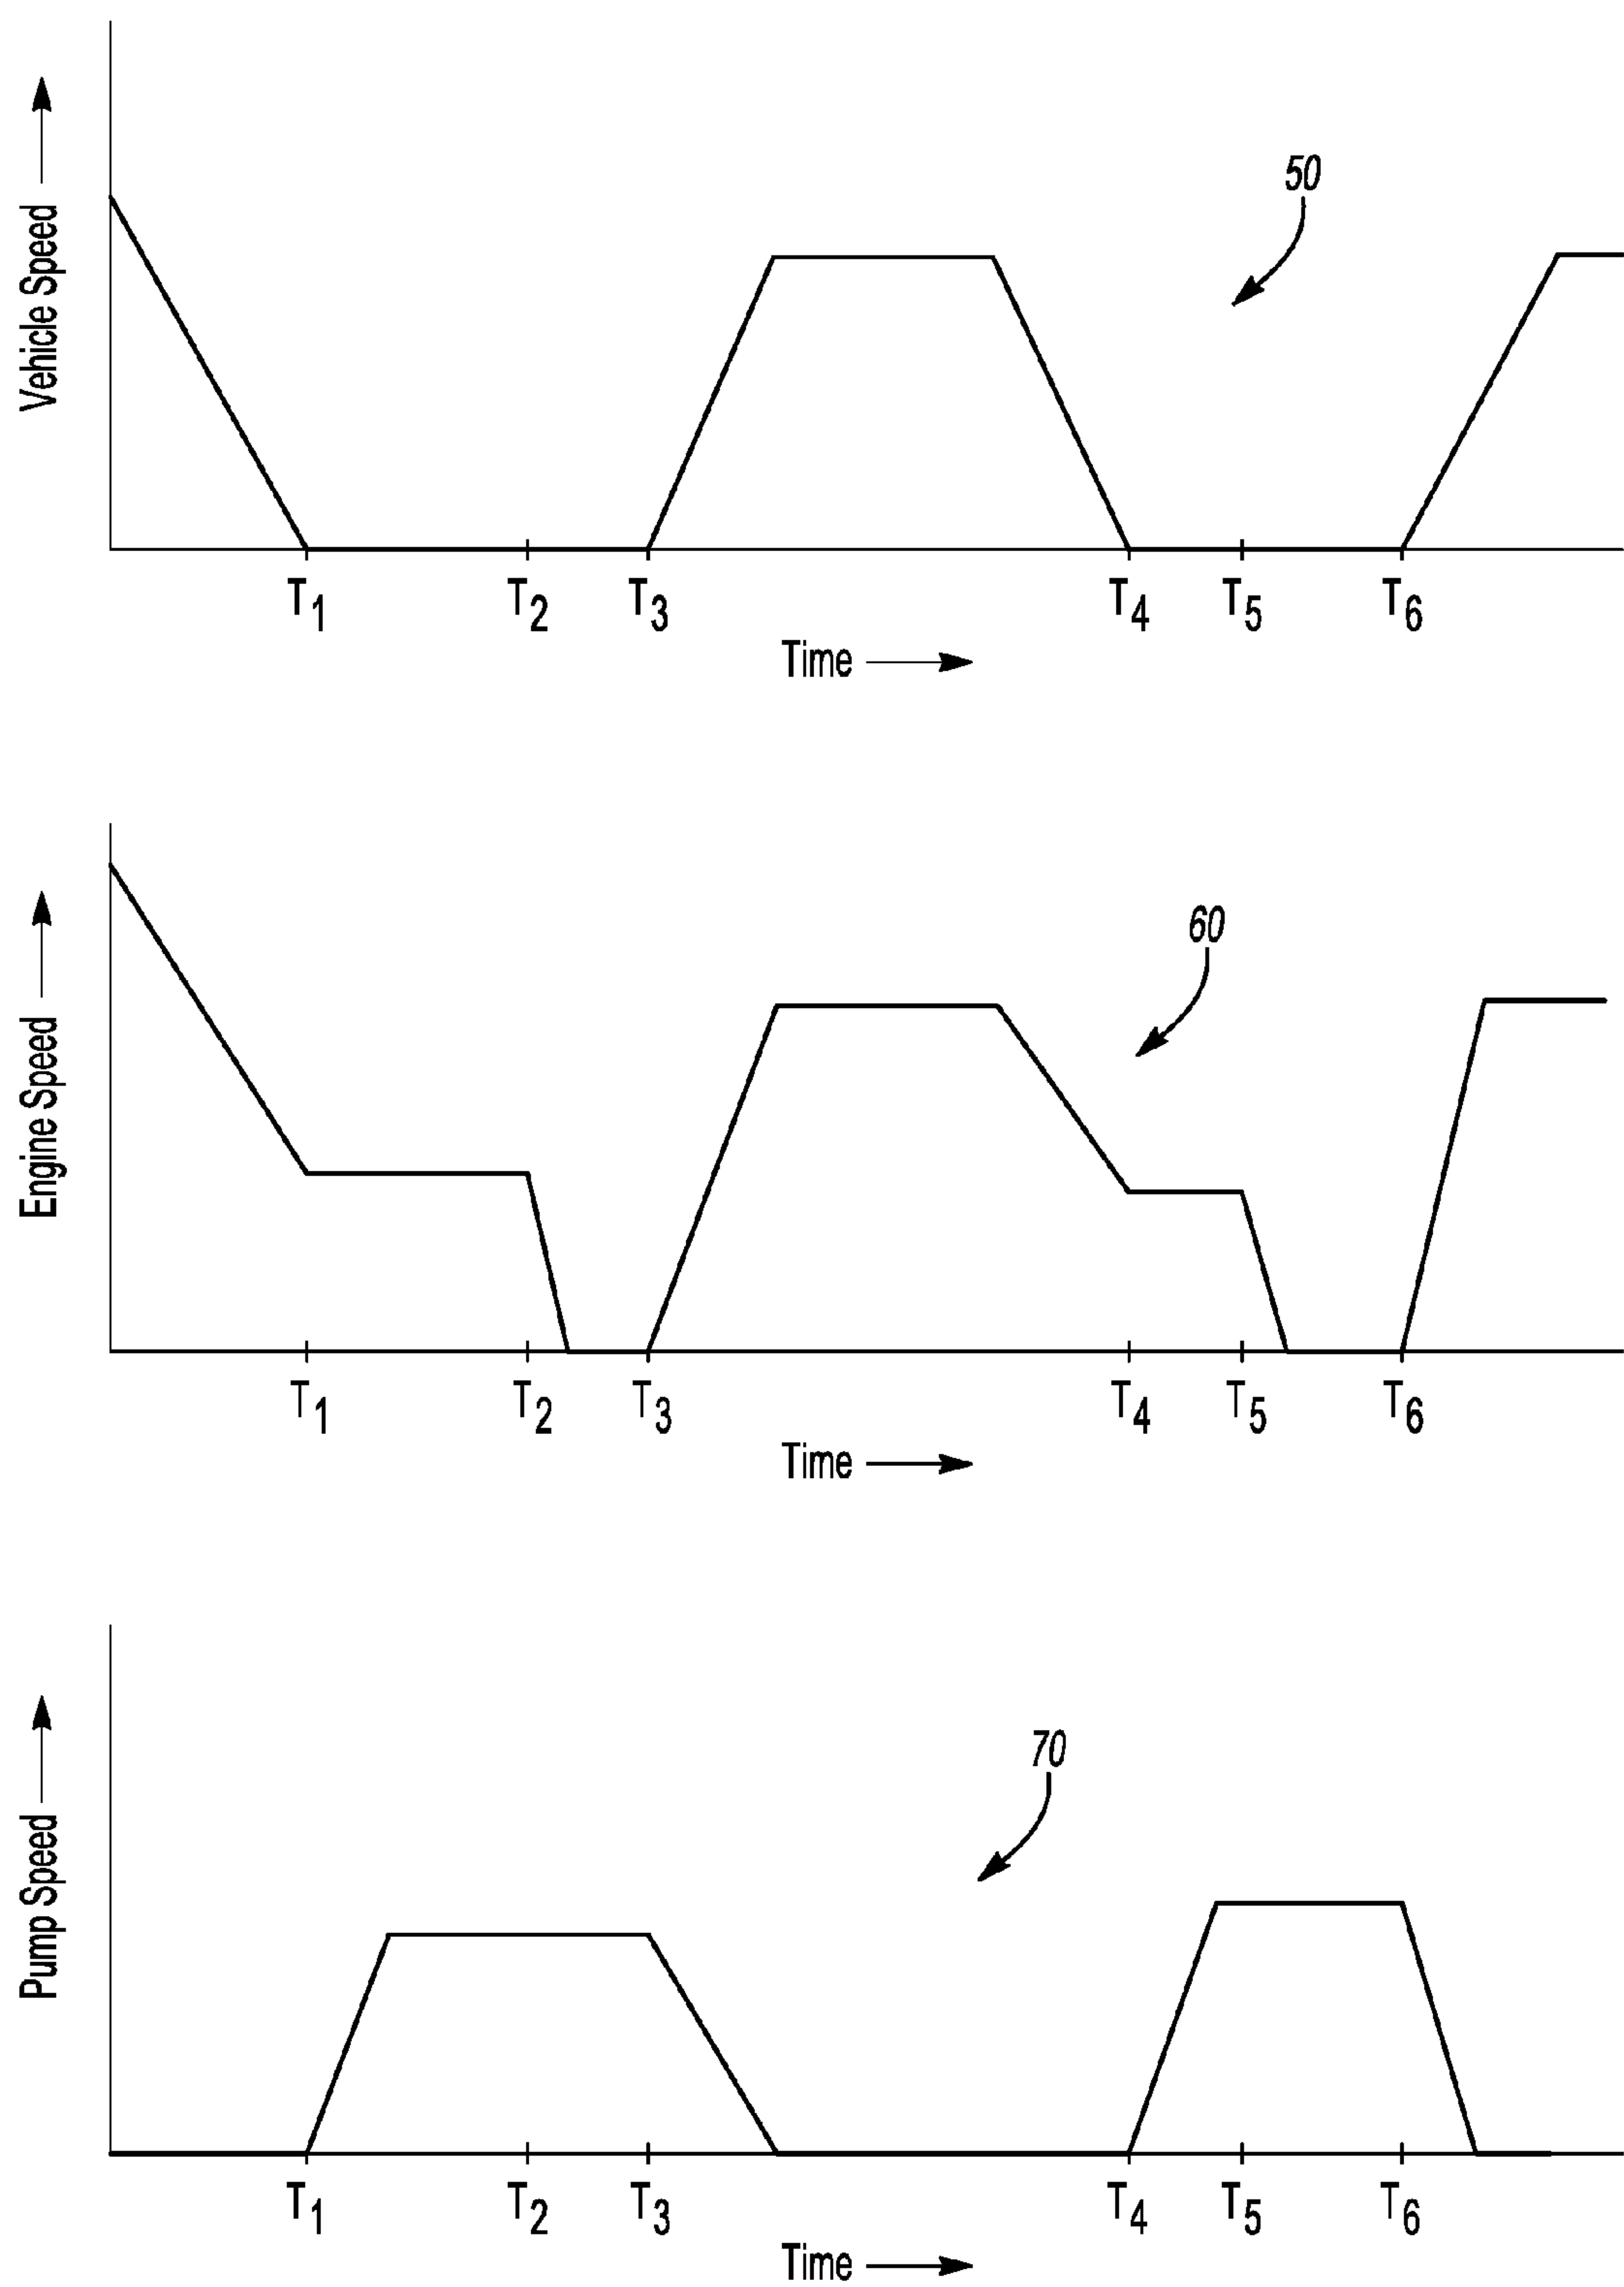 Vehicle Speed
50
T1 T2 T3 T4 T5 T6
Time
Engine Speed
60
T1 T2 T3 T4 T5 T6
Time
Pump Speed
70
T1 T2 T3 T4 T5 T6
Time